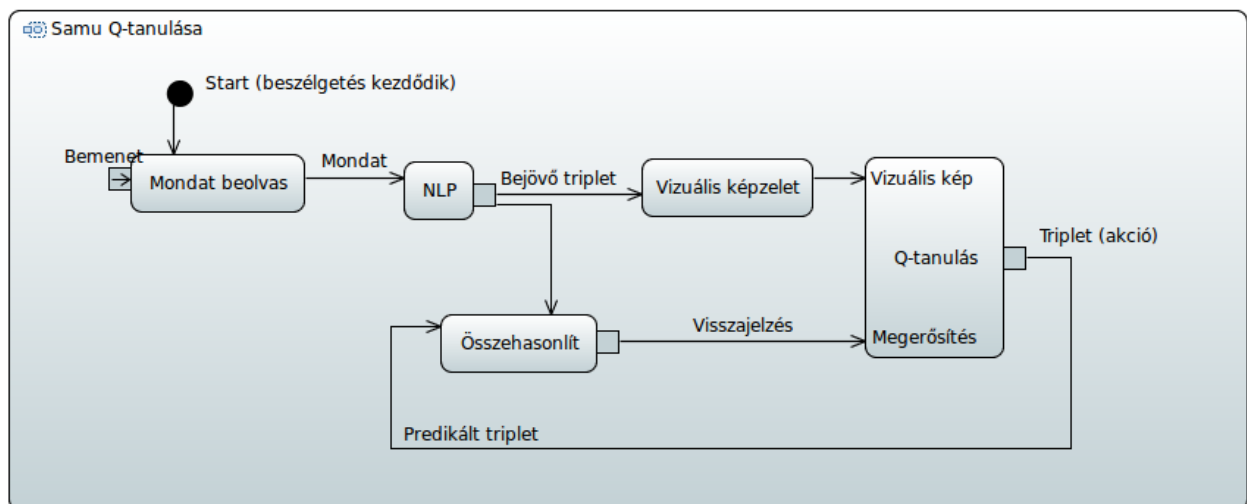 Samu Q-tanulása
Start (beszélgetés kezdődik)
Bemenet
Mondat beolvas
Mondat
NLP
Bejövő triplet
Vizuális képzelet
Vizuális kép
Q-tanulás
Megerősítés
Triplet (akció)
Összehasonlít
Visszajelzés
Predikált triplet